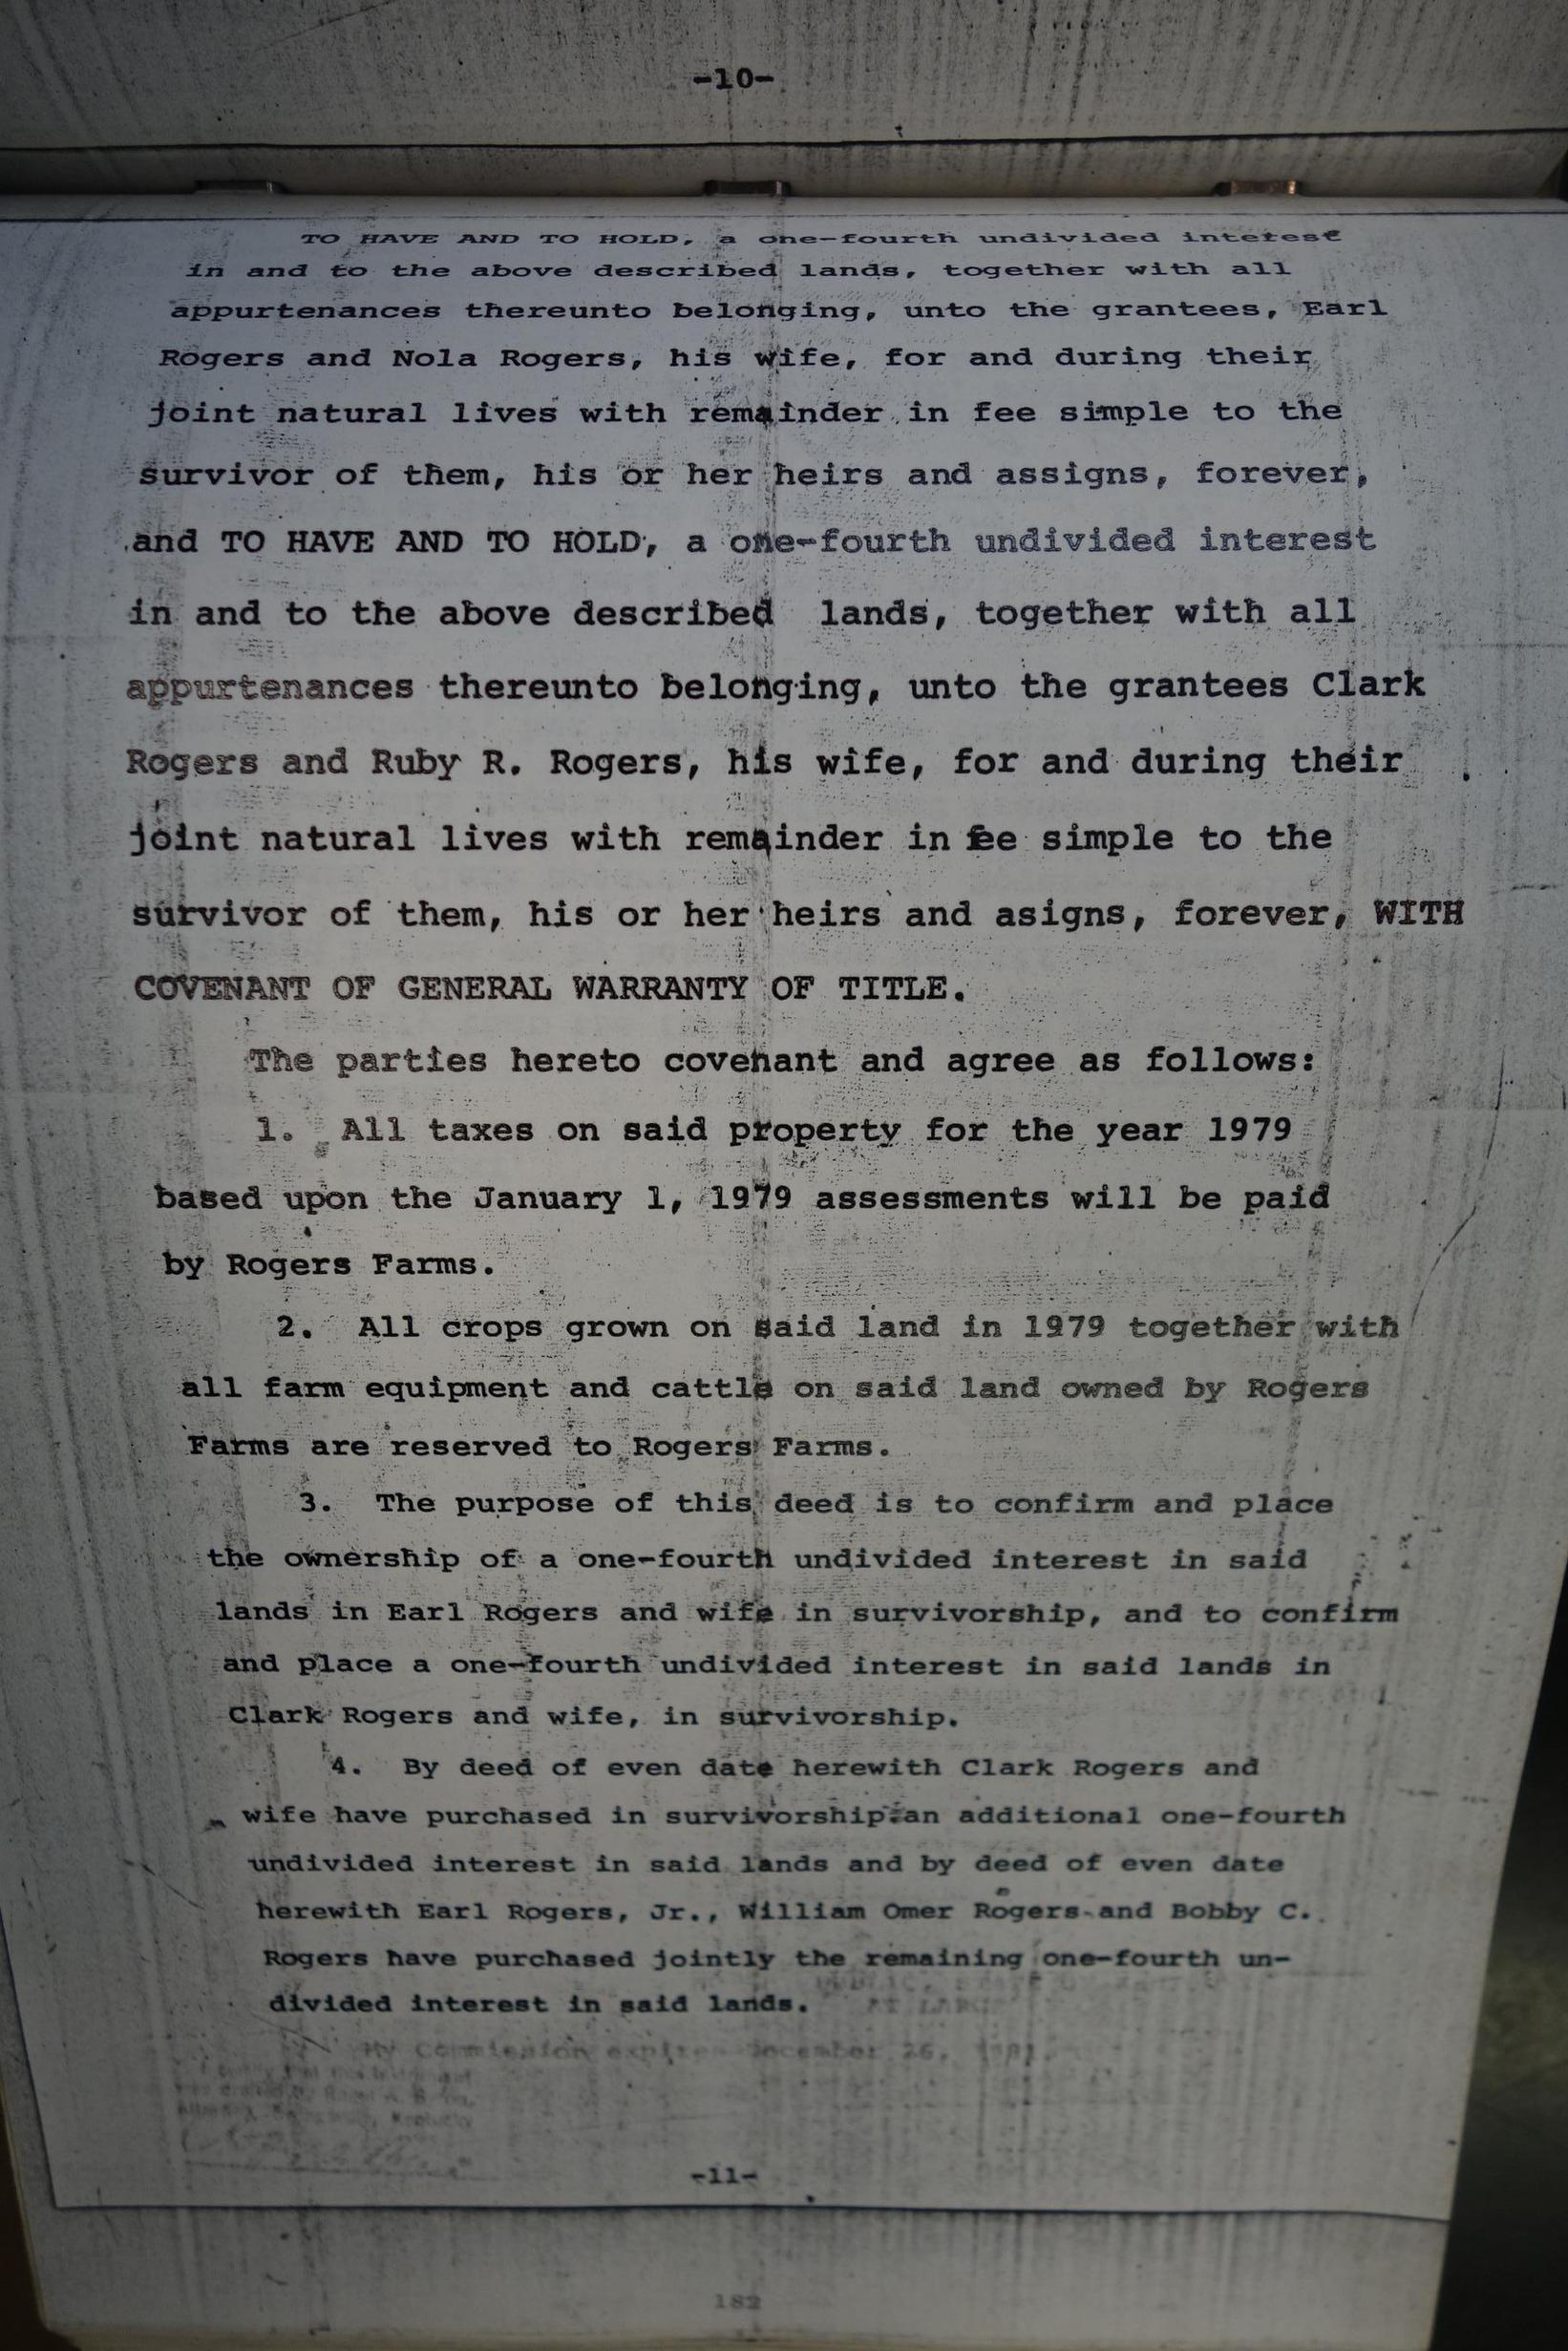 -10-
TO HAVE AND TO HOLD, a one-fourth undivided interest
in and to the above described lands, together with all
appurtenances thereunto belonging, unto the grantees, Earl
Rogers and Nola Rogers, his wife, for and during their
joint natural lives with remainder in fee simple to the
survivor of them, his or her heirs and assigns, forever,
and TO HAVE AND TO HOLD, a one-fourth undivided interest
in and to the above described lands, together with all
appurtenances thereunto belonging, unto the grantees Clark
Rogers and Ruby R. Rogers, his wife, for and during their
joint natural lives with remainder in fee simple to the
survivor of them, his or her heirs and asigns, forever, WITH
COVENANT OF GENERAL WARRANTY OF TITLE.
The parties hereto covenant and agree as follows:
1. All taxes on said property for the year 1979
based upon the January 1, 1979 assessments will be paid
by Rogers Farms.
2. All crops grown on said land in 1979 together with
all farm equipment and cattle on said land owned by Rogers
Farms are reserved to Rogers Farms.
3. The purpose of this deed is to confirm and place
the ownership of a one-fourth undivided interest in said
lands in Earl Rogers and wife in survivorship, and to confirm
and place a one-fourth undivided interest in said lands in
Clark Rogers and wife, in survivorship.
4. By deed of even date herewith Clark Rogers and
wife have purchased in survivorship an additional one-fourth
undivided interest in said lands and by deed of even date
herewith Earl Rogers, Jr., William Omer Rogers and Bobby C.
Rogers have purchased jointly the remaining one-fourth un-
divided interest in said lands.
My Commission expires December 26,
-11-
182